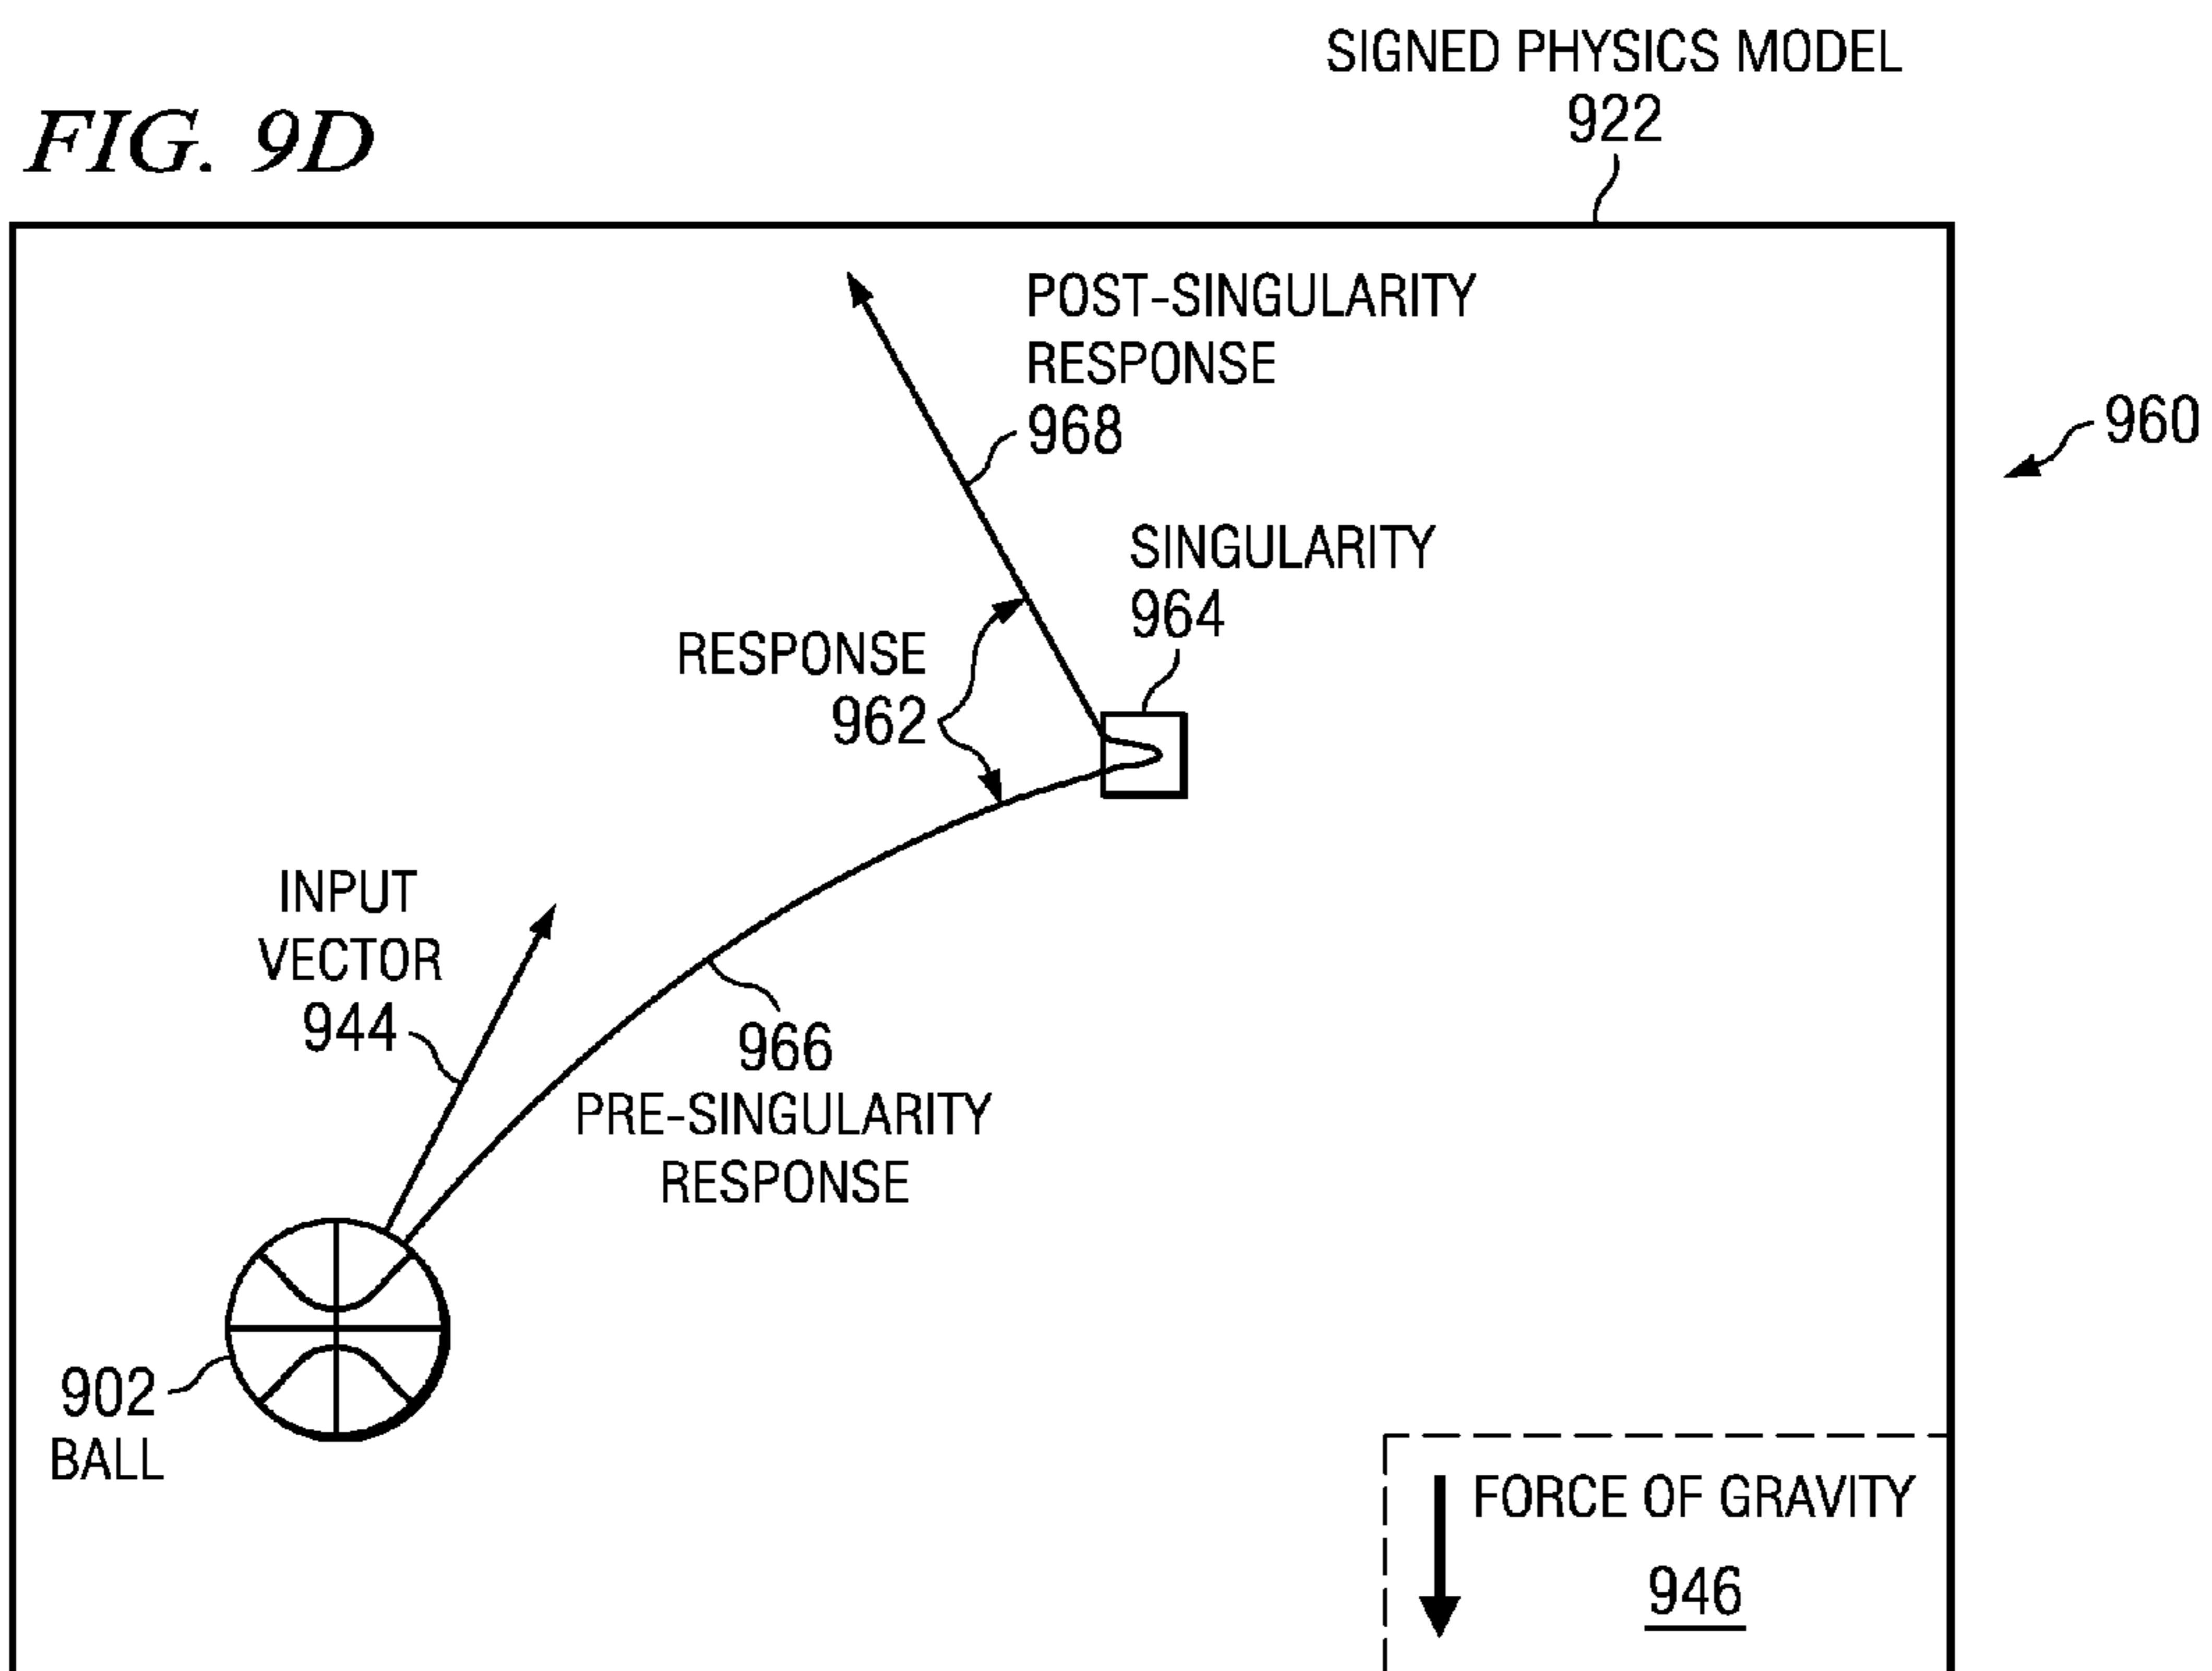 FIG. 9D
SIGNED PHYSICS MODEL
922
POST-SINGULARITY
RESPONSE
968
960
SINGULARITY
964
RESPONSE
962
INPUT
VECTOR
944
966
PRE-SINGULARITY
RESPONSE
902
BALL
FORCE OF GRAVITY
946